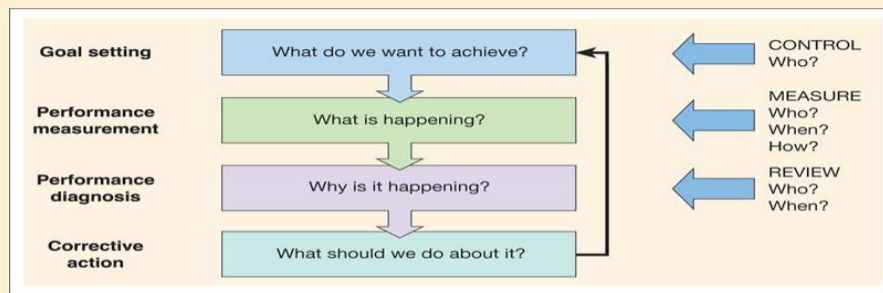 Goal setting
What do we want to achieve?
CONTROL
Who?
Performance
measurement
What is happening?
MEASURE
Who?
When?
How?
Performance
diagnosis
Why is it happening?
REVIEW
Who?
When?
Corrective
action
What should we do about it?